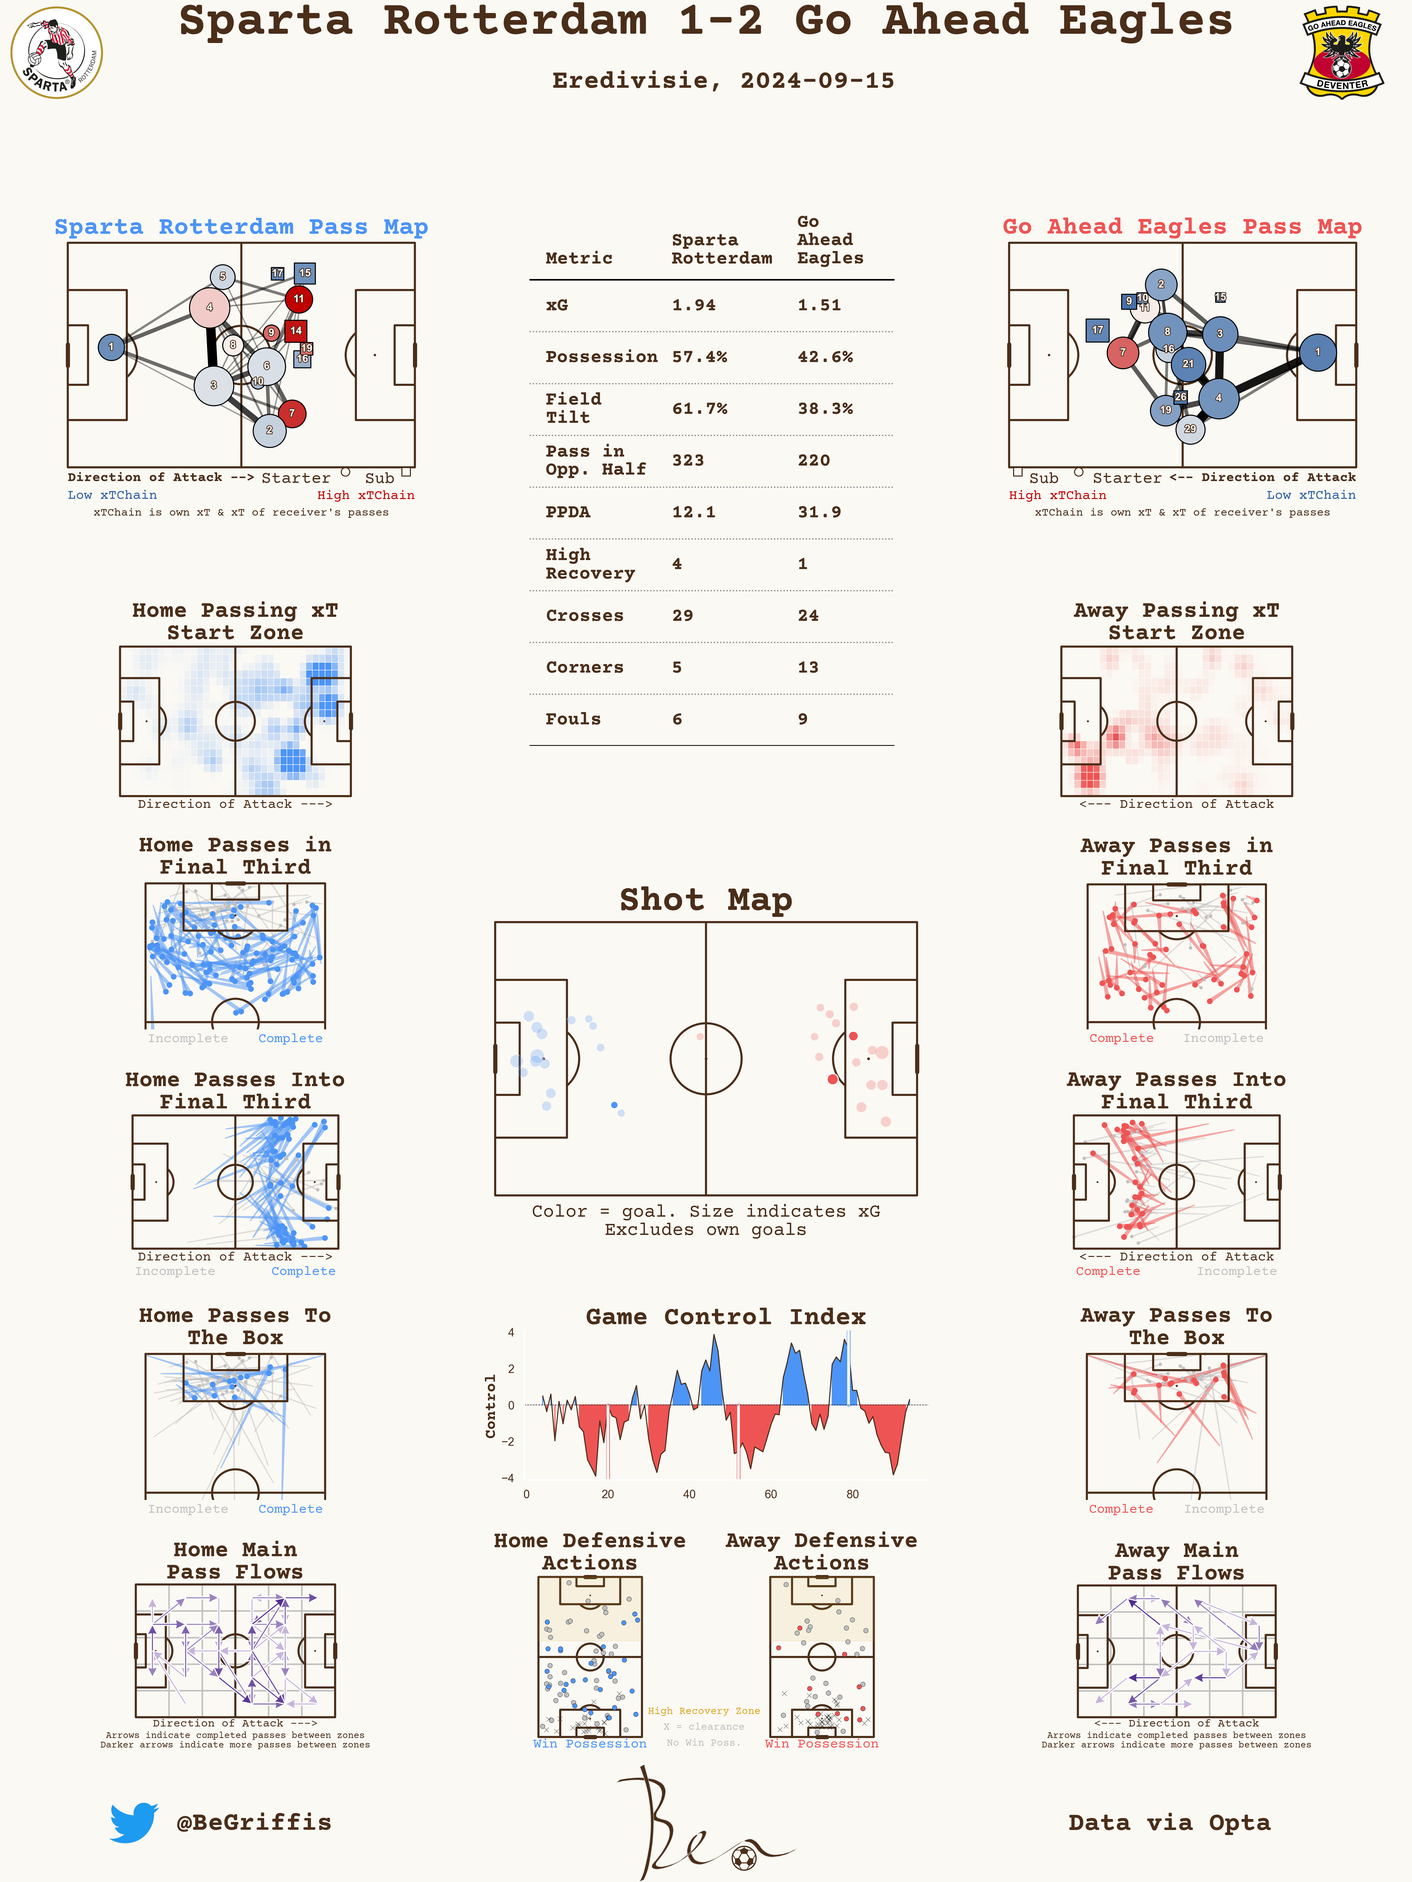 Sparta Rotterdam 1-2 Go Ahead Eagles
Eredivisie, 2024-09-15
SPARTA
ROTTERDAM
GO AHEAD EAGLES
DEVENTER
Sparta Rotterdam Pass Map
5
17
15
4
11
9
14
8
1
19
16
6
10
3
7
2
Direction of Attack --> Starter Sub
Low xTChain High xTChain
xTChain is own xT & xT of receiver's passes
Metric Sparta Rotterdam Go Ahead Eagles
xG 1.94 1.51
Possession 57.4% 42.6%
Field Tilt 61.7% 38.3%
Pass in Opp. Half 323 220
PPDA 12.1 31.9
High Recovery 4 1
Crosses 29 24
Corners 5 13
Fouls 6 9
Go Ahead Eagles Pass Map
2
9
10
11
15
17
8
3
7
16
21
1
26
4
19
29
Sub Starter <-- Direction of Attack
High xTChain Low xTChain
xTChain is own xT & xT of receiver's passes
Home Passing xT
Start Zone
Direction of Attack --->
Away Passing xT
Start Zone
<--- Direction of Attack
Home Passes in
Final Third
Incomplete Complete
Away Passes in
Final Third
Complete Incomplete
Shot Map
Color = goal. Size indicates xG
Excludes own goals
Home Passes Into
Final Third
Direction of Attack --->
Incomplete Complete
Away Passes Into
Final Third
<--- Direction of Attack
Complete Incomplete
Home Passes To
The Box
Incomplete Complete
Game Control Index
Control
4
2
0
−2
−4
0 20 40 60 80
Away Passes To
The Box
Complete Incomplete
Home Main
Pass Flows
Direction of Attack --->
Arrows indicate completed passes between zones
Darker arrows indicate more passes between zones
Home Defensive
Actions
Win Possession
High Recovery Zone
X = clearance
No Win Poss.
Away Defensive
Actions
Win Possession
Away Main
Pass Flows
<--- Direction of Attack
Arrows indicate completed passes between zones
Darker arrows indicate more passes between zones
@BeGriffis
Ben
Data via Opta